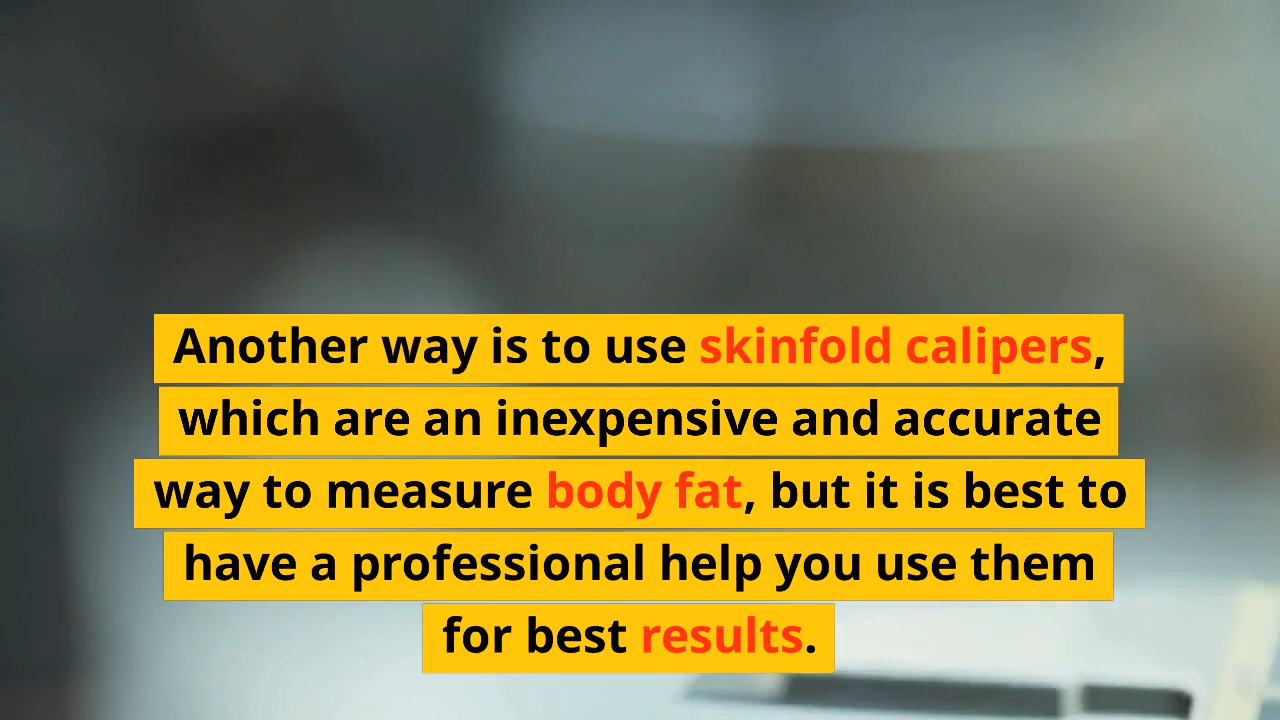 Another way is to use skinfold calipers,
which are an inexpensive and accurate
way to measure body fat, but it is best to
have a professional help you use them
for best results.